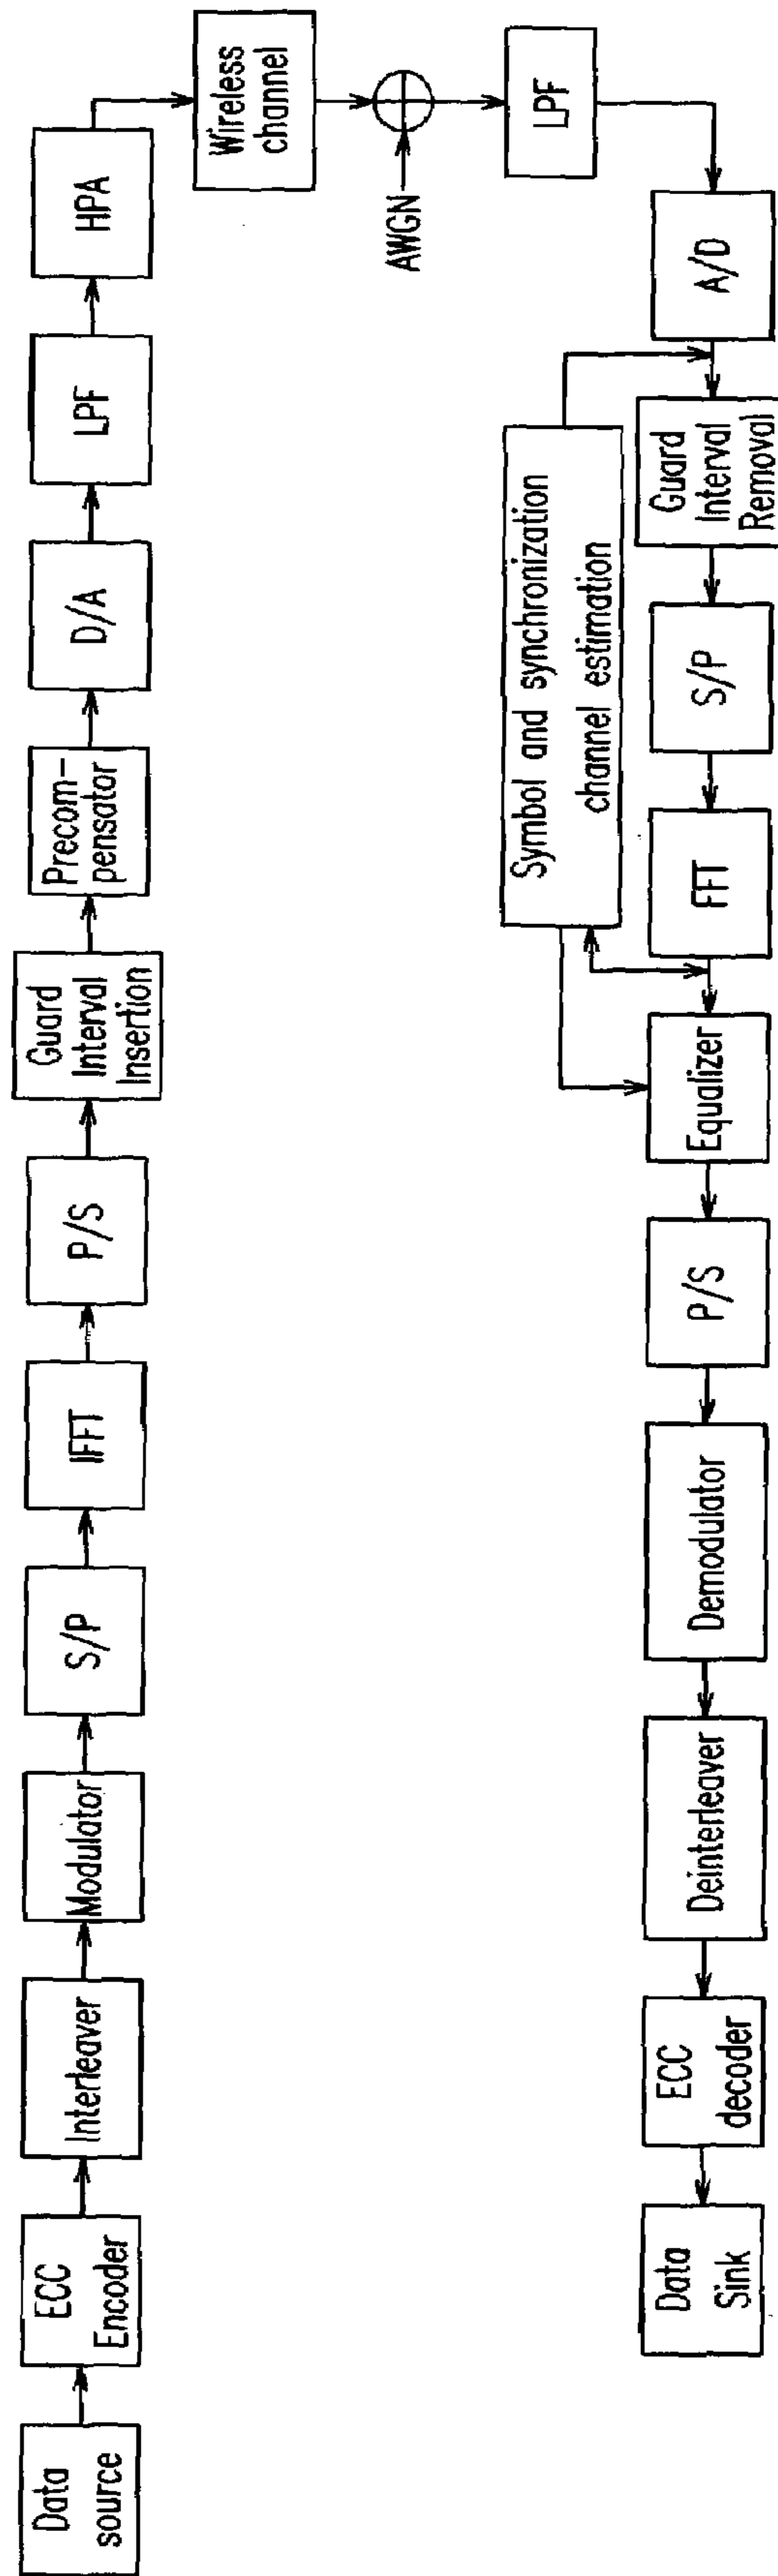 Data
source
ECC
Encoder
Interleaver
Modulator
S/P
IFFT
P/S
Guard
Interval
Insertion
Precom-
pensator
D/A
LPF
HPA
Wireless
channel
AWGN
LPF
A/D
Guard
Interval
Removal
S/P
FFT
Symbol and synchronization
channel estimation
Equalizer
P/S
Demodulator
Deinterleaver
ECC
decoder
Data
Sink